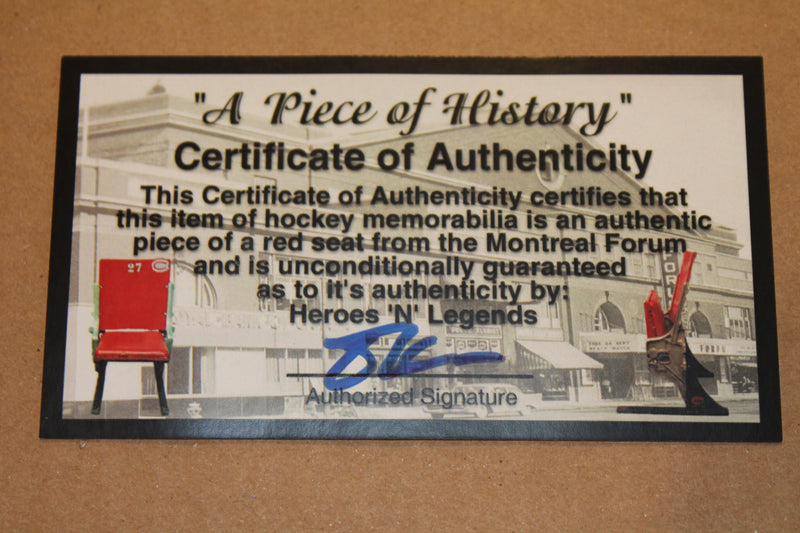 "A Piece of History"
Certificate of Authenticity
This Certificate of Authenticity certifies that
this item of hockey memorabilia is an authentic
piece of a red seat from the Montreal Forum
and is unconditionally guaranteed
as to it's authenticity by:
Heroes 'N' Legends
Authorized Signature
27
FORUM